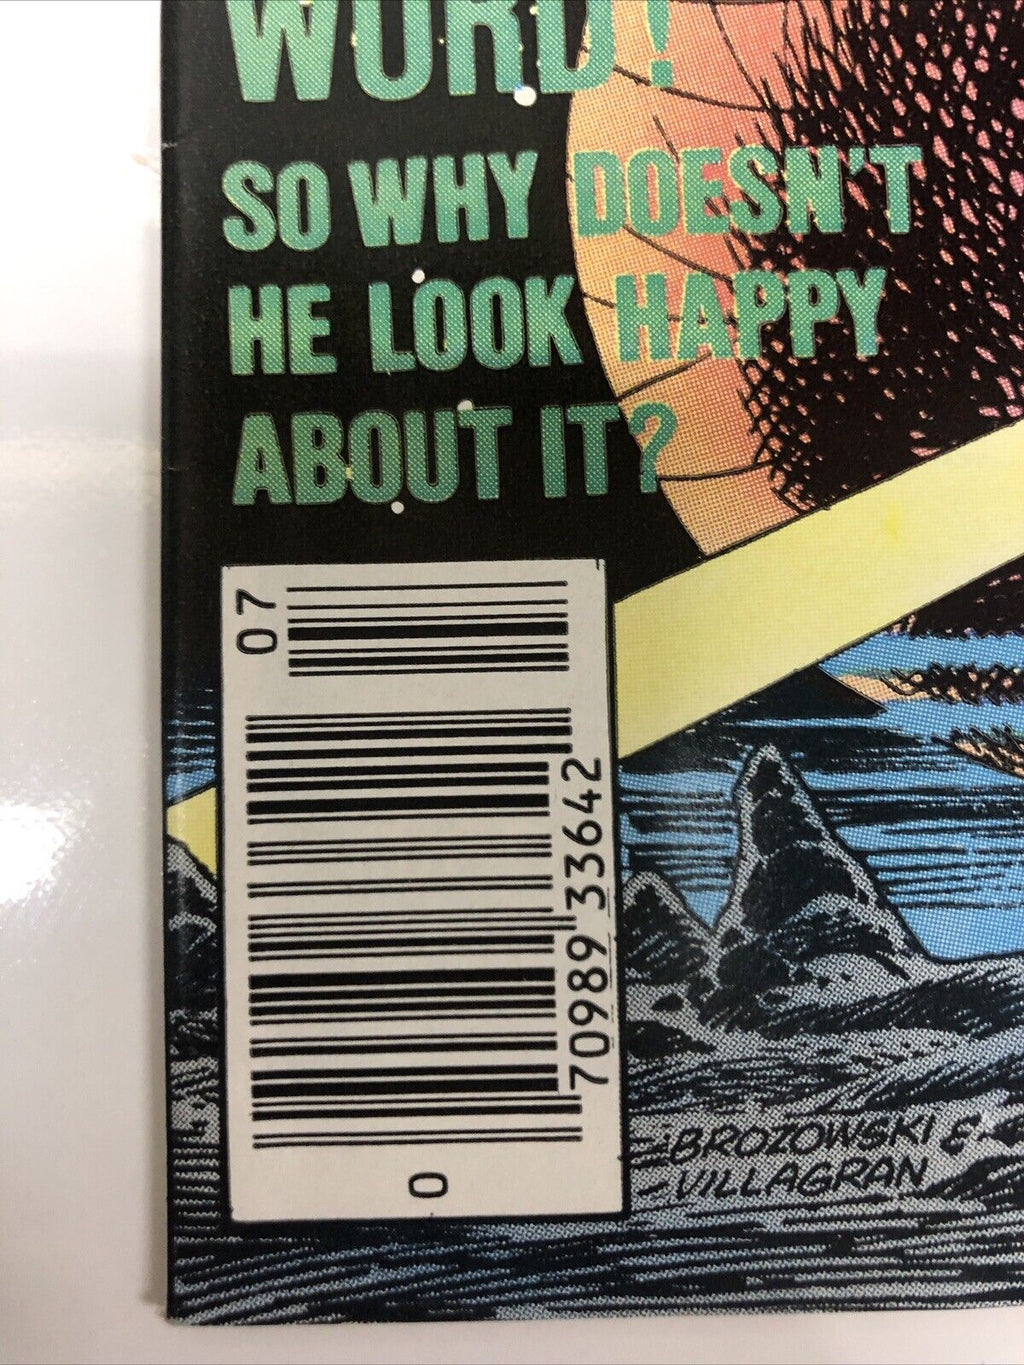 WORD!
SO WHY DOESN'T
HE LOOK HAPPY
ABOUT IT?
07
0 70989 33642
BROZOWSKI &
VILLAGRAN